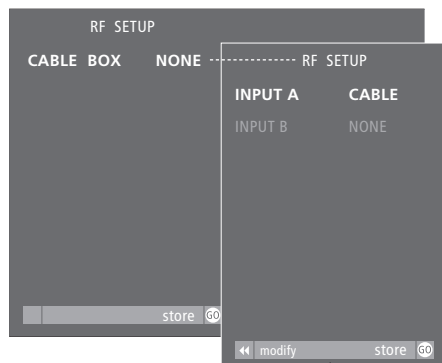 RF SETUP
CABLE BOX NONE
store GO
RF SETUP
INPUT A CABLE
INPUT B NONE
modify store GO